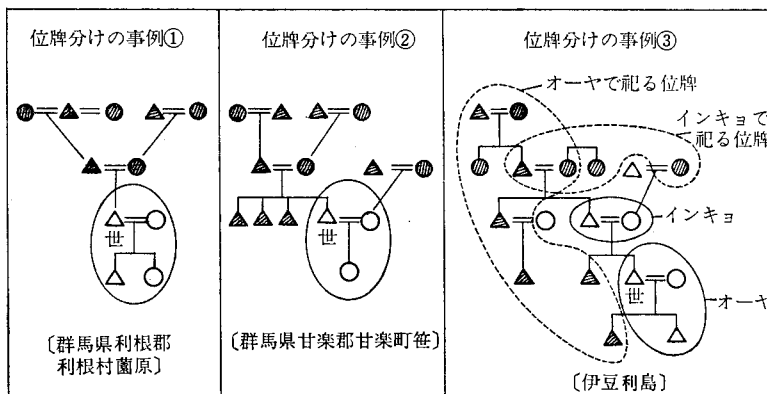 位牌分けの事例①
世
〔群馬県利根郡
利根村薗原〕
位牌分けの事例②
世
〔群馬県甘楽郡甘楽町笹〕
位牌分けの事例③
オーヤで祀る位牌
インキョで
祀る位牌
インキョ
世
オーヤ
〔伊豆利島〕